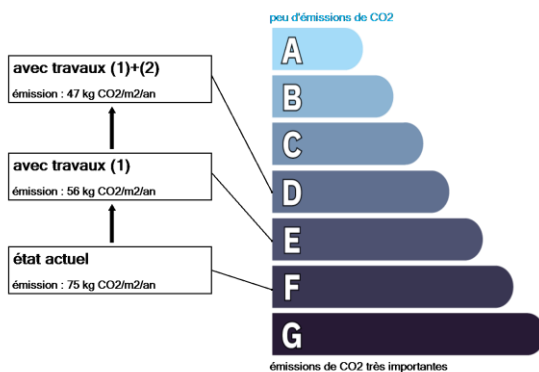 peu d'émissions de CO2
avec travaux (1)+(2)
émission : 47 kg CO2/m2/an
avec travaux (1)
émission : 56 kg CO2/m2/an
état actuel
émission : 75 kg CO2/m2/an
A
B
C
D
E
F
G
émissions de CO2 très importantes